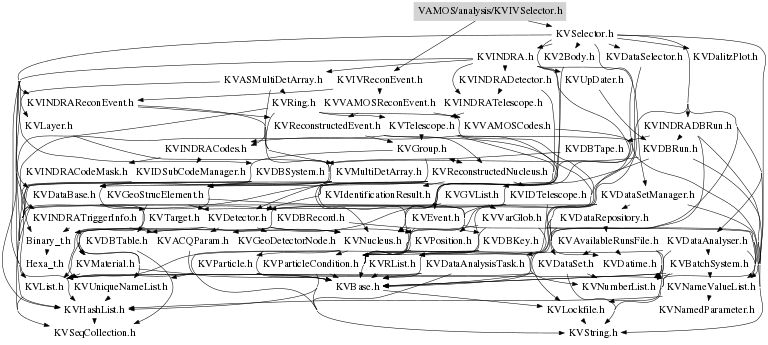 VAMOS/analysis/KVIVSelector.h
KVSelector.h
KVINDRA.h KV2Body.h KVDataSelector.h KVDalitzPlot.h
KVASMultiDetArray.h KVIVReconEvent.h KVINDRADetector.h KVUpDater.h
KVINDRAReconEvent.h KVRing.h KVVAMOSReconEvent.h KVINDRATelescope.h
KVLayer.h KVReconstructedEvent.h KVTelescope.h KVVAMOSCodes.h KVINDRADBRun.h
KVINDRACodes.h KVGroup.h KVDBTape.h KVDBRun.h
KVINDRACodeMask.h KVIDSubCodeManager.h KVDBSystem.h KVMultiDetArray.h KVReconstructedNucleus.h
KVDataBase.h KVGeoStrucElement.h KVIdentificationResult.h KVGVList.h KVIDTelescope.h KVDataSetManager.h
KVINDRATriggerInfo.h KVTarget.h KVDetector.h KVDBRecord.h KVEvent.h KVVarGlob.h KVDataRepository.h
Binary_t.h KVDBTable.h KVACQParam.h KVGeoDetectorNode.h KVNucleus.h KVPosition.h KVDBKey.h KVAvailableRunsFile.h KVDataAnalyser.h
Hexa_t.h KVMaterial.h KVParticle.h KVParticleCondition.h KVRList.h KVDataAnalysisTask.h KVDataSet.h KVDatime.h KVBatchSystem.h
KVList.h KVUniqueNameList.h KVBase.h KVNumberList.h KVNameValueList.h
KVHashList.h KVLockfile.h KVNamedParameter.h
KVSeqCollection.h KVString.h